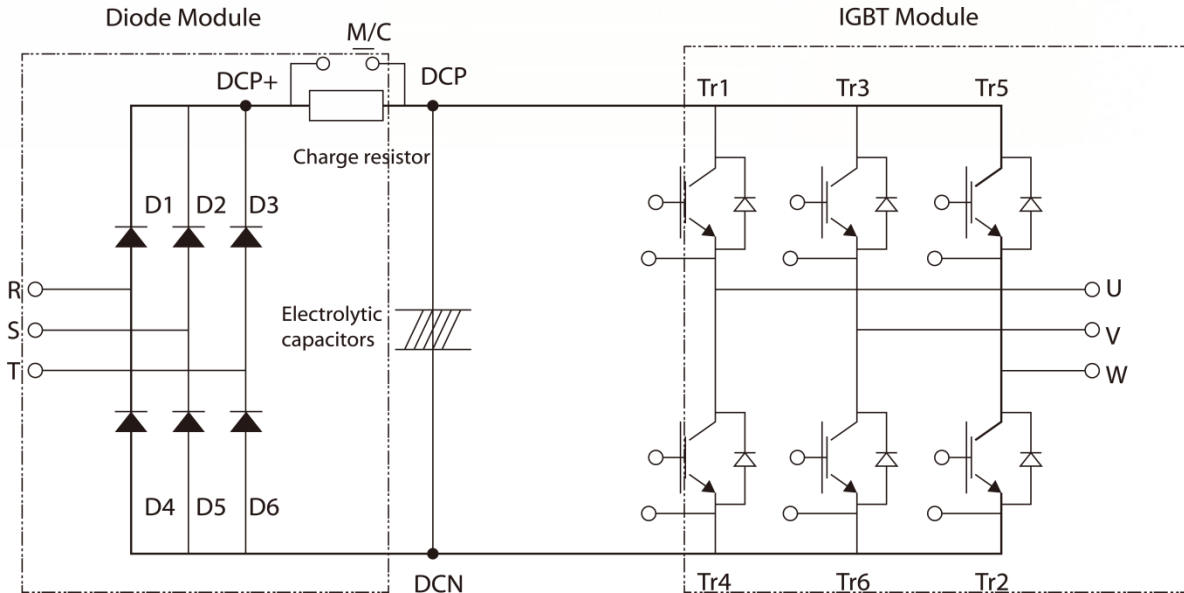 Diode Module
IGBT Module
M/C
DCP+
DCP
Tr1
Tr3
Tr5
Charge resistor
D1
D2
D3
R
S
T
Electrolytic
capacitors
U
V
W
D4
D5
D6
DCN
Tr4
Tr6
Tr2